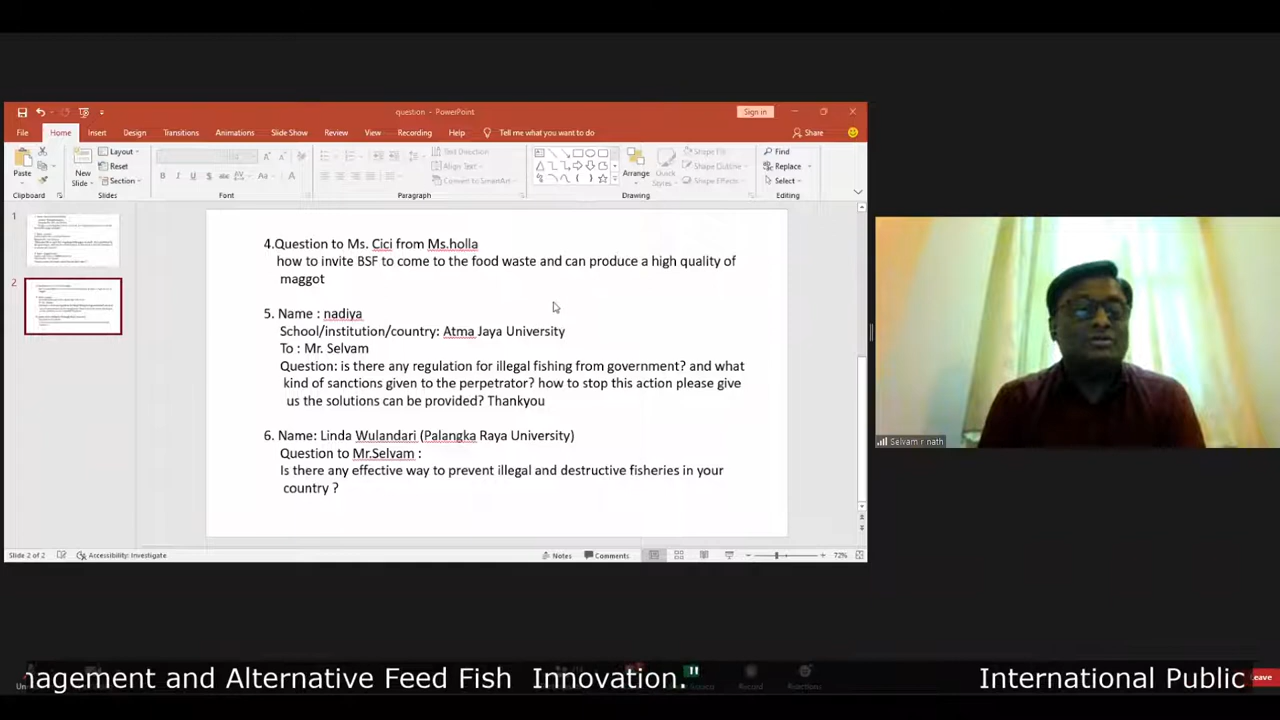 question - PowerPoint
Sign in
File Home Insert Design Transitions Animations Slide Show Review View Recording Help Tell me what you want to do Share
Paste
Clipboard
New
Slide
Layout
Reset
Section
Slides
Font
Text Direction
Align Text
Convert to SmartArt
Paragraph
Arrange
Quick
Styles
Shape Fill
Shape Outline
Shape Effects
Drawing
Find
Replace
Select
Editing
1
2
4.Question to Ms. Cici from Ms.holla
how to invite BSF to come to the food waste and can produce a high quality of
maggot
5. Name : nadiya
School/institution/country: Atma Jaya University
To : Mr. Selvam
Question: is there any regulation for illegal fishing from government? and what
kind of sanctions given to the perpetrator? how to stop this action please give
us the solutions can be provided? Thankyou
6. Name: Linda Wulandari (Palangka Raya University)
Question to Mr.Selvam :
Is there any effective way to prevent illegal and destructive fisheries in your
country ?
Selvam r nath
Slide 2 of 2 Accessibility: Investigate Notes Comments 72%
nagement and Alternative Feed Fish Innovation. International Public
Record Reactions Leave